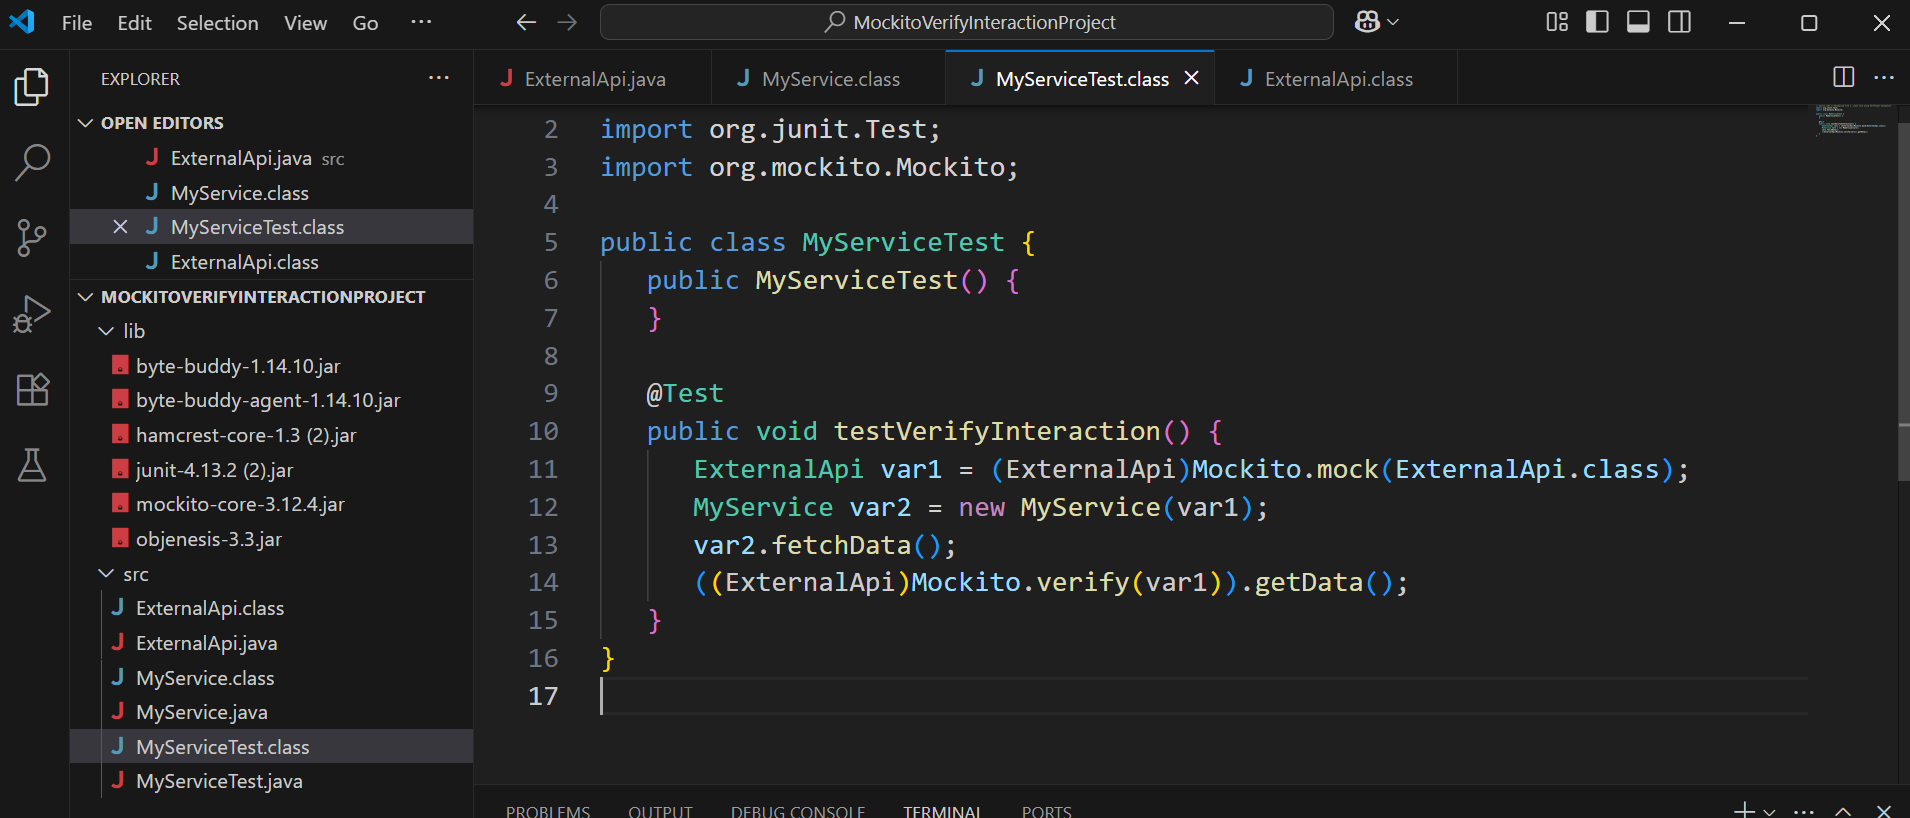 File Edit Selection View Go ···
MockitoVerifyInteractionProject
EXPLORER
OPEN EDITORS
ExternalApi.java src
MyService.class
MyServiceTest.class
ExternalApi.class
MOCKITOVERIFYINTERACTIONPROJECT
lib
byte-buddy-1.14.10.jar
byte-buddy-agent-1.14.10.jar
hamcrest-core-1.3 (2).jar
junit-4.13.2 (2).jar
mockito-core-3.12.4.jar
objenesis-3.3.jar
src
ExternalApi.class
ExternalApi.java
MyService.class
MyService.java
MyServiceTest.class
MyServiceTest.java
ExternalApi.java MyService.class MyServiceTest.class ExternalApi.class
2 import org.junit.Test;
3 import org.mockito.Mockito;
4
5 public class MyServiceTest {
6 public MyServiceTest() {
7 }
8
9 @Test
10 public void testVerifyInteraction() {
11 ExternalApi var1 = (ExternalApi)Mockito.mock(ExternalApi.class);
12 MyService var2 = new MyService(var1);
13 var2.fetchData();
14 ((ExternalApi)Mockito.verify(var1)).getData();
15 }
16 }
17
PROBLEMS OUTPUT DEBUG CONSOLE TERMINAL PORTS